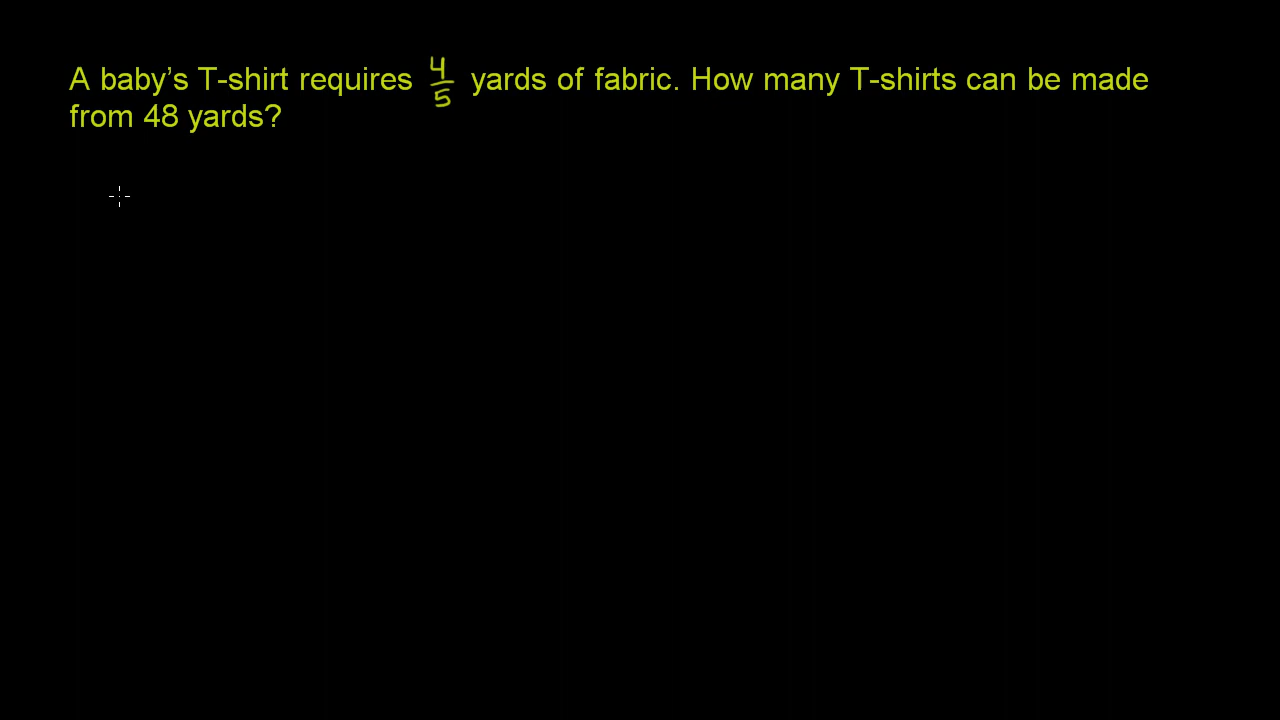 A baby’s T-shirt requires 4/5 yards of fabric. How many T-shirts can be made
from 48 yards?